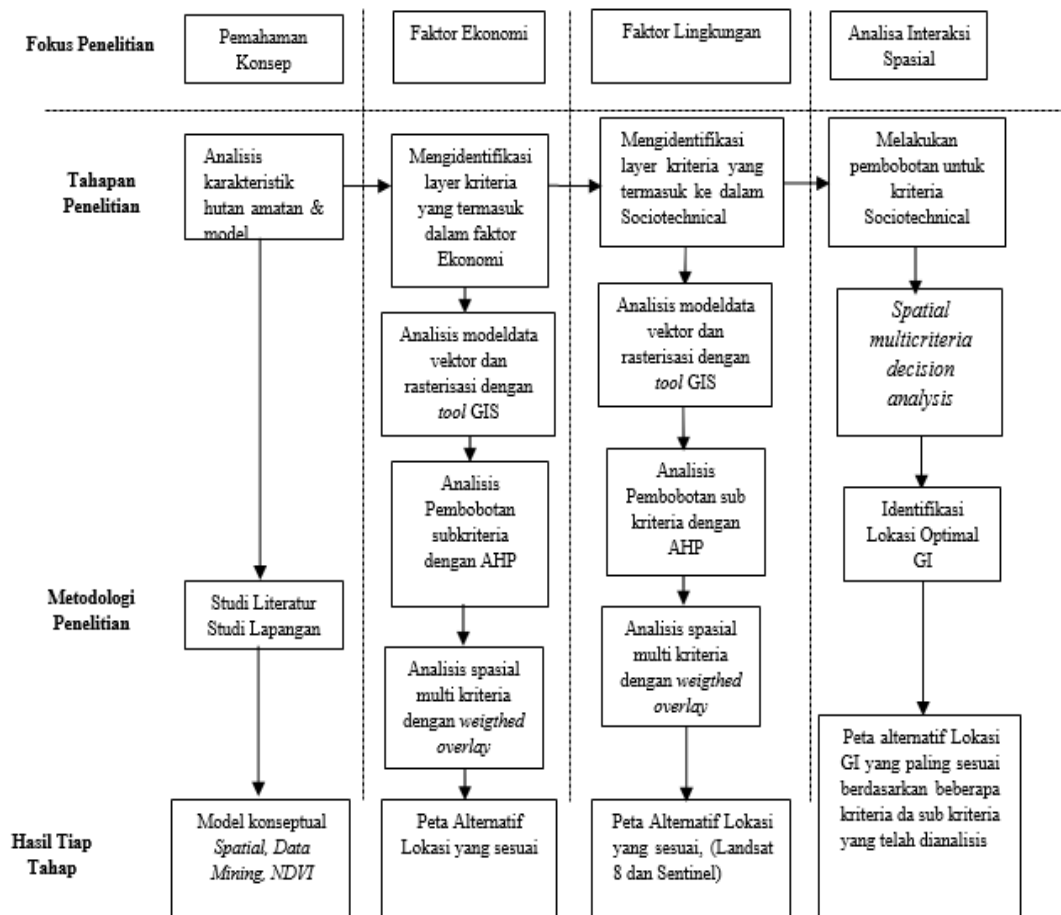 Fokus Penelitian
Pemahaman
Konsep
Faktor Ekonomi
Faktor Lingkungan
Analisa Interaksi
Spasial
Tahapan
Penelitian
Analisis
karakteristik
hutan amatan &
model
Mengidentifikasi
layer kriteria
yang termasuk
dalam faktor
Ekonomi
Mengidentifikasi
layer kriteria yang
termasuk ke dalam
Sociotechnical
Melakukan
pembobotan untuk
kriteria
Sociotechnical
Analisis modeldata
vektor dan
rasterisasi dengan
tool GIS
Analisis modeldata
vektor dan
rasterisasi dengan
tool GIS
Spatial
multicriteria
decision
analysis
Analisis
Pembobotan
subkriteria
dengan AHP
Analisis
Pembobotan sub
kriteria dengan
AHP
Identifikasi
Lokasi Optimal
GI
Metodologi
Penelitian
Studi Literatur
Studi Lapangan
Analisis spasial
multi kriteria
dengan weigthed
overlay
Analisis spasial
multi kriteria
dengan weigthed
overlay
Hasil Tiap
Tahap
Model konseptual
Spatial, Data
Mining, NDVI
Peta Alternatif
Lokasi yang sesuai
Peta Alternatif Lokasi
yang sesuai, (Landsat
8 dan Sentinel)
Peta alternatif Lokasi
GI yang paling sesuai
berdasarkan beberapa
kriteria da sub kriteria
yang telah dianalisis